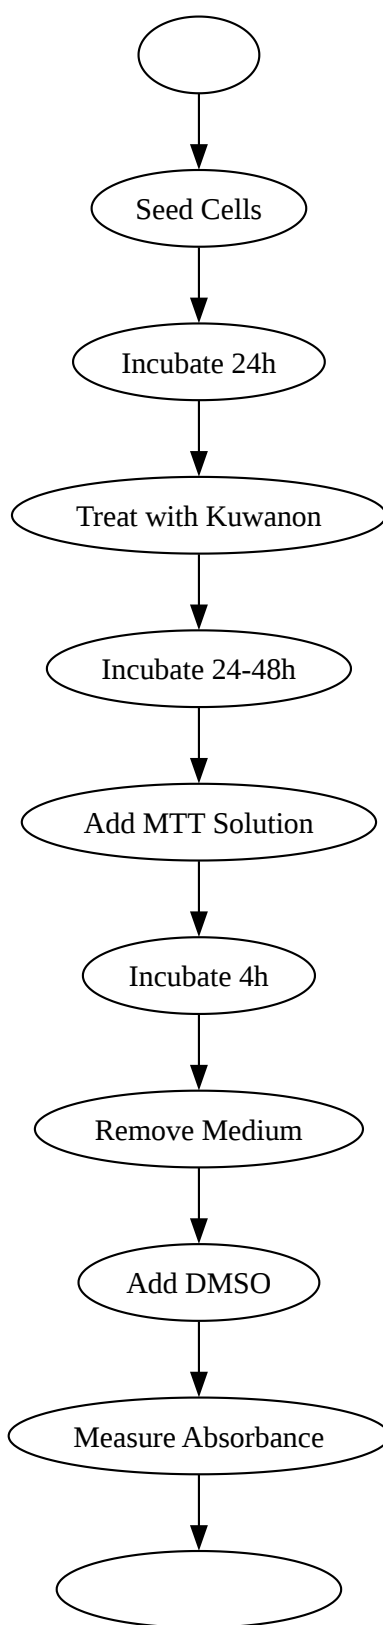 Seed Cells
Incubate 24h
Treat with Kuwanon
Incubate 24-48h
Add MTT Solution
Incubate 4h
Remove Medium
Add DMSO
Measure Absorbance